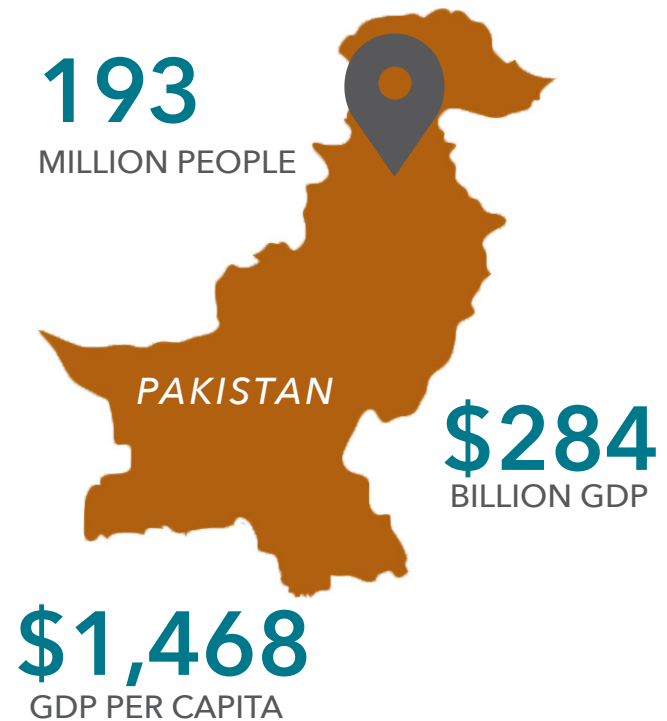 193
MILLION PEOPLE
PAKISTAN
$284
BILLION GDP
$1,468
GDP PER CAPITA